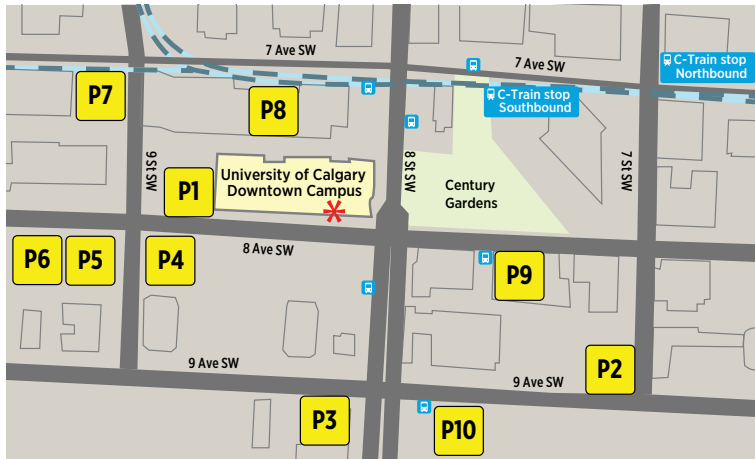 7 Ave SW
7 Ave SW
C-Train stop
Northbound
P7
P8
C-Train stop
Southbound
9 St SW
8 St SW
7 St SW
P1
University of Calgary
Downtown Campus
Century
Gardens
P6
P5
P4
8 Ave SW
P9
9 Ave SW
9 Ave SW
P2
P3
P10